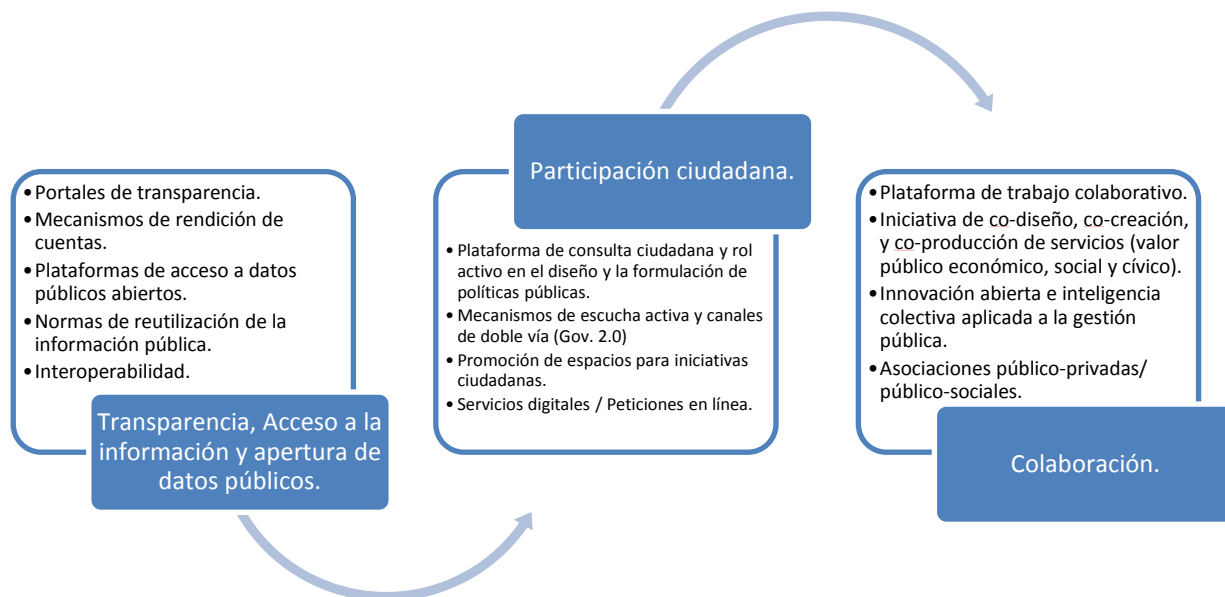 •Portales de transparencia.
•Mecanismos de rendición de
cuentas.
•Plataformas de acceso a datos
públicos abiertos.
•Normas de reutilización de la
información pública.
•Interoperabilidad.
Transparencia, Acceso a la
información y apertura de
datos públicos.
Participación ciudadana.
•Plataforma de consulta ciudadana y rol
activo en el diseño y la formulación de
políticas públicas.
•Mecanismos de escucha activa y canales
de doble vía (Gov. 2.0)
•Promoción de espacios para iniciativas
ciudadanas.
•Servicios digitales / Peticiones en línea.
•Plataforma de trabajo colaborativo.
•Iniciativa de co-diseño, co-creación,
y co-producción de servicios (valor
público económico, social y cívico).
•Innovación abierta e inteligencia
colectiva aplicada a la gestión
pública.
•Asociaciones público-privadas/
público-sociales.
Colaboración.